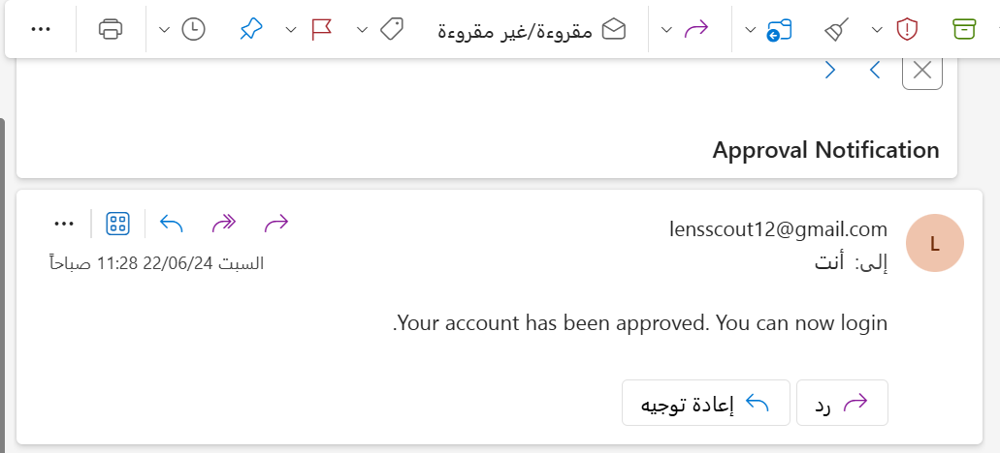 مقروءة/غير مقروءة
Approval Notification
L
lensscout12@gmail.com
إلى: أنت
السبت 22/06/24 11:28 صباحاً
.Your account has been approved. You can now login
رد
إعادة توجيه